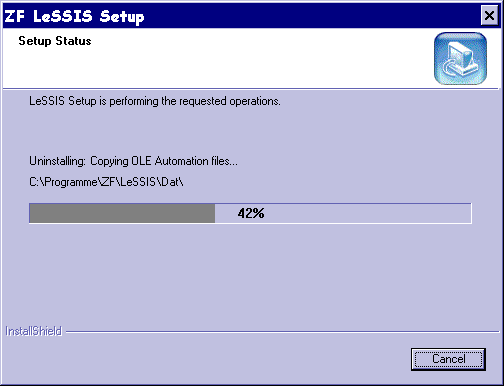 ZF LeSSIS Setup
Setup Status
LeSSIS Setup is performing the requested operations.
Uninstalling: Copying OLE Automation files...
C:\Programme\ZF\LeSSIS\Dat\
42%
InstallShield
Cancel